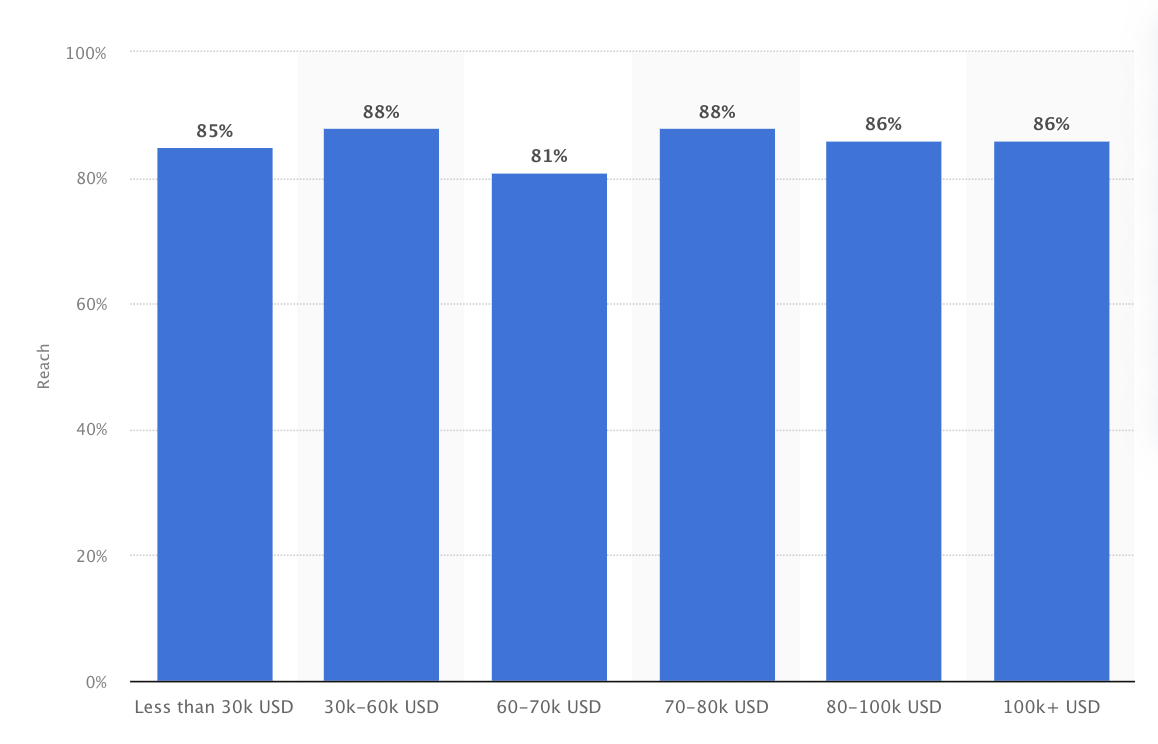 100%
80%
60%
40%
20%
0%
Reach
85%
88%
81%
88%
86%
86%
Less than 30k USD
30k–60k USD
60–70k USD
70–80k USD
80–100k USD
100k+ USD